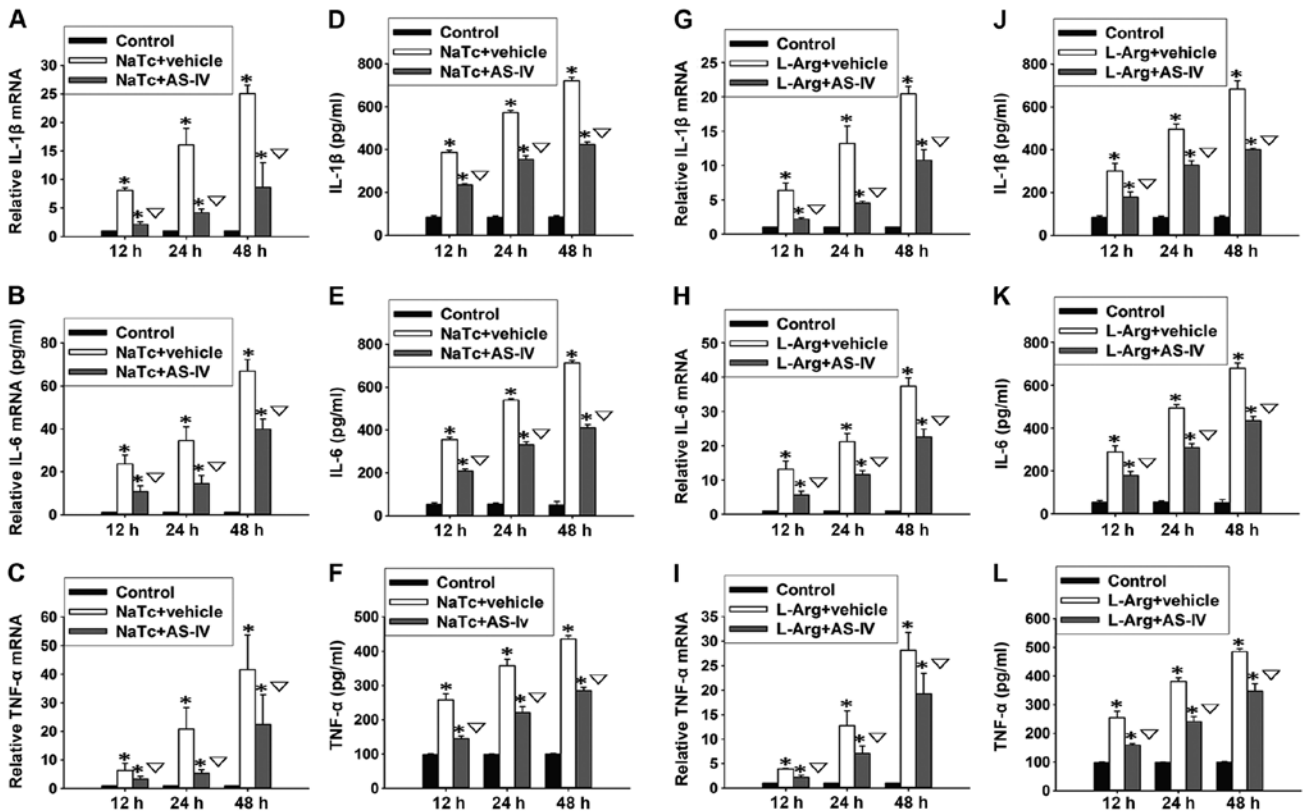 A
Control
NaTc+vehicle
NaTc+AS-IV
Relative IL-1β mRNA
30
25
20
15
10
5
0
12 h 24 h 48 h
* * ▽ * * ▽ * * ▽
D
Control
NaTc+vehicle
NaTc+AS-IV
IL-1β (pg/ml)
800
600
400
200
0
12 h 24 h 48 h
* * ▽ * * ▽ * * ▽
G
Control
L-Arg+vehicle
L-Arg+AS-IV
Relative IL-1β mRNA
25
20
15
10
5
0
12 h 24 h 48 h
* * ▽ * * ▽ * * ▽
J
Control
L-Arg+vehicle
L-Arg+AS-IV
IL-1β (pg/ml)
800
600
400
200
0
12 h 24 h 48 h
* * ▽ * * ▽ * * ▽
B
Control
NaTc+vehicle
NaTc+AS-IV
Relative IL-6 mRNA (pg/ml)
80
60
40
20
0
12 h 24 h 48 h
* * ▽ * * ▽ * * ▽
E
Control
NaTc+vehicle
NaTc+AS-IV
IL-6 (pg/ml)
800
600
400
200
0
12 h 24 h 48 h
* * ▽ * * ▽ * * ▽
H
Control
L-Arg+vehicle
L-Arg+AS-IV
Relative IL-6 mRNA
50
40
30
20
10
0
12 h 24 h 48 h
* * ▽ * * ▽ * * ▽
K
Control
L-Arg+vehicle
L-Arg+AS-IV
IL-6 (pg/ml)
800
600
400
200
0
12 h 24 h 48 h
* * ▽ * * ▽ * * ▽
C
Control
NaTc+vehicle
NaTc+AS-IV
Relative TNF-α mRNA
60
50
40
30
20
10
0
12 h 24 h 48 h
* * ▽ * * ▽ * * ▽
F
Control
NaTc+vehicle
NaTc+AS-Iv
TNF-α (pg/ml)
500
400
300
200
100
0
12 h 24 h 48 h
* * ▽ * * ▽ * * ▽
I
Control
L-Arg+vehicle
L-Arg+AS-IV
Relative TNF-α mRNA
35
30
25
20
15
10
5
0
12 h 24 h 48 h
* * ▽ * * ▽ * * ▽
L
Control
L-Arg+vehicle
L-Arg+AS-IV
TNF-α (pg/ml)
600
500
400
300
200
100
0
12 h 24 h 48 h
* * ▽ * * ▽ * * ▽